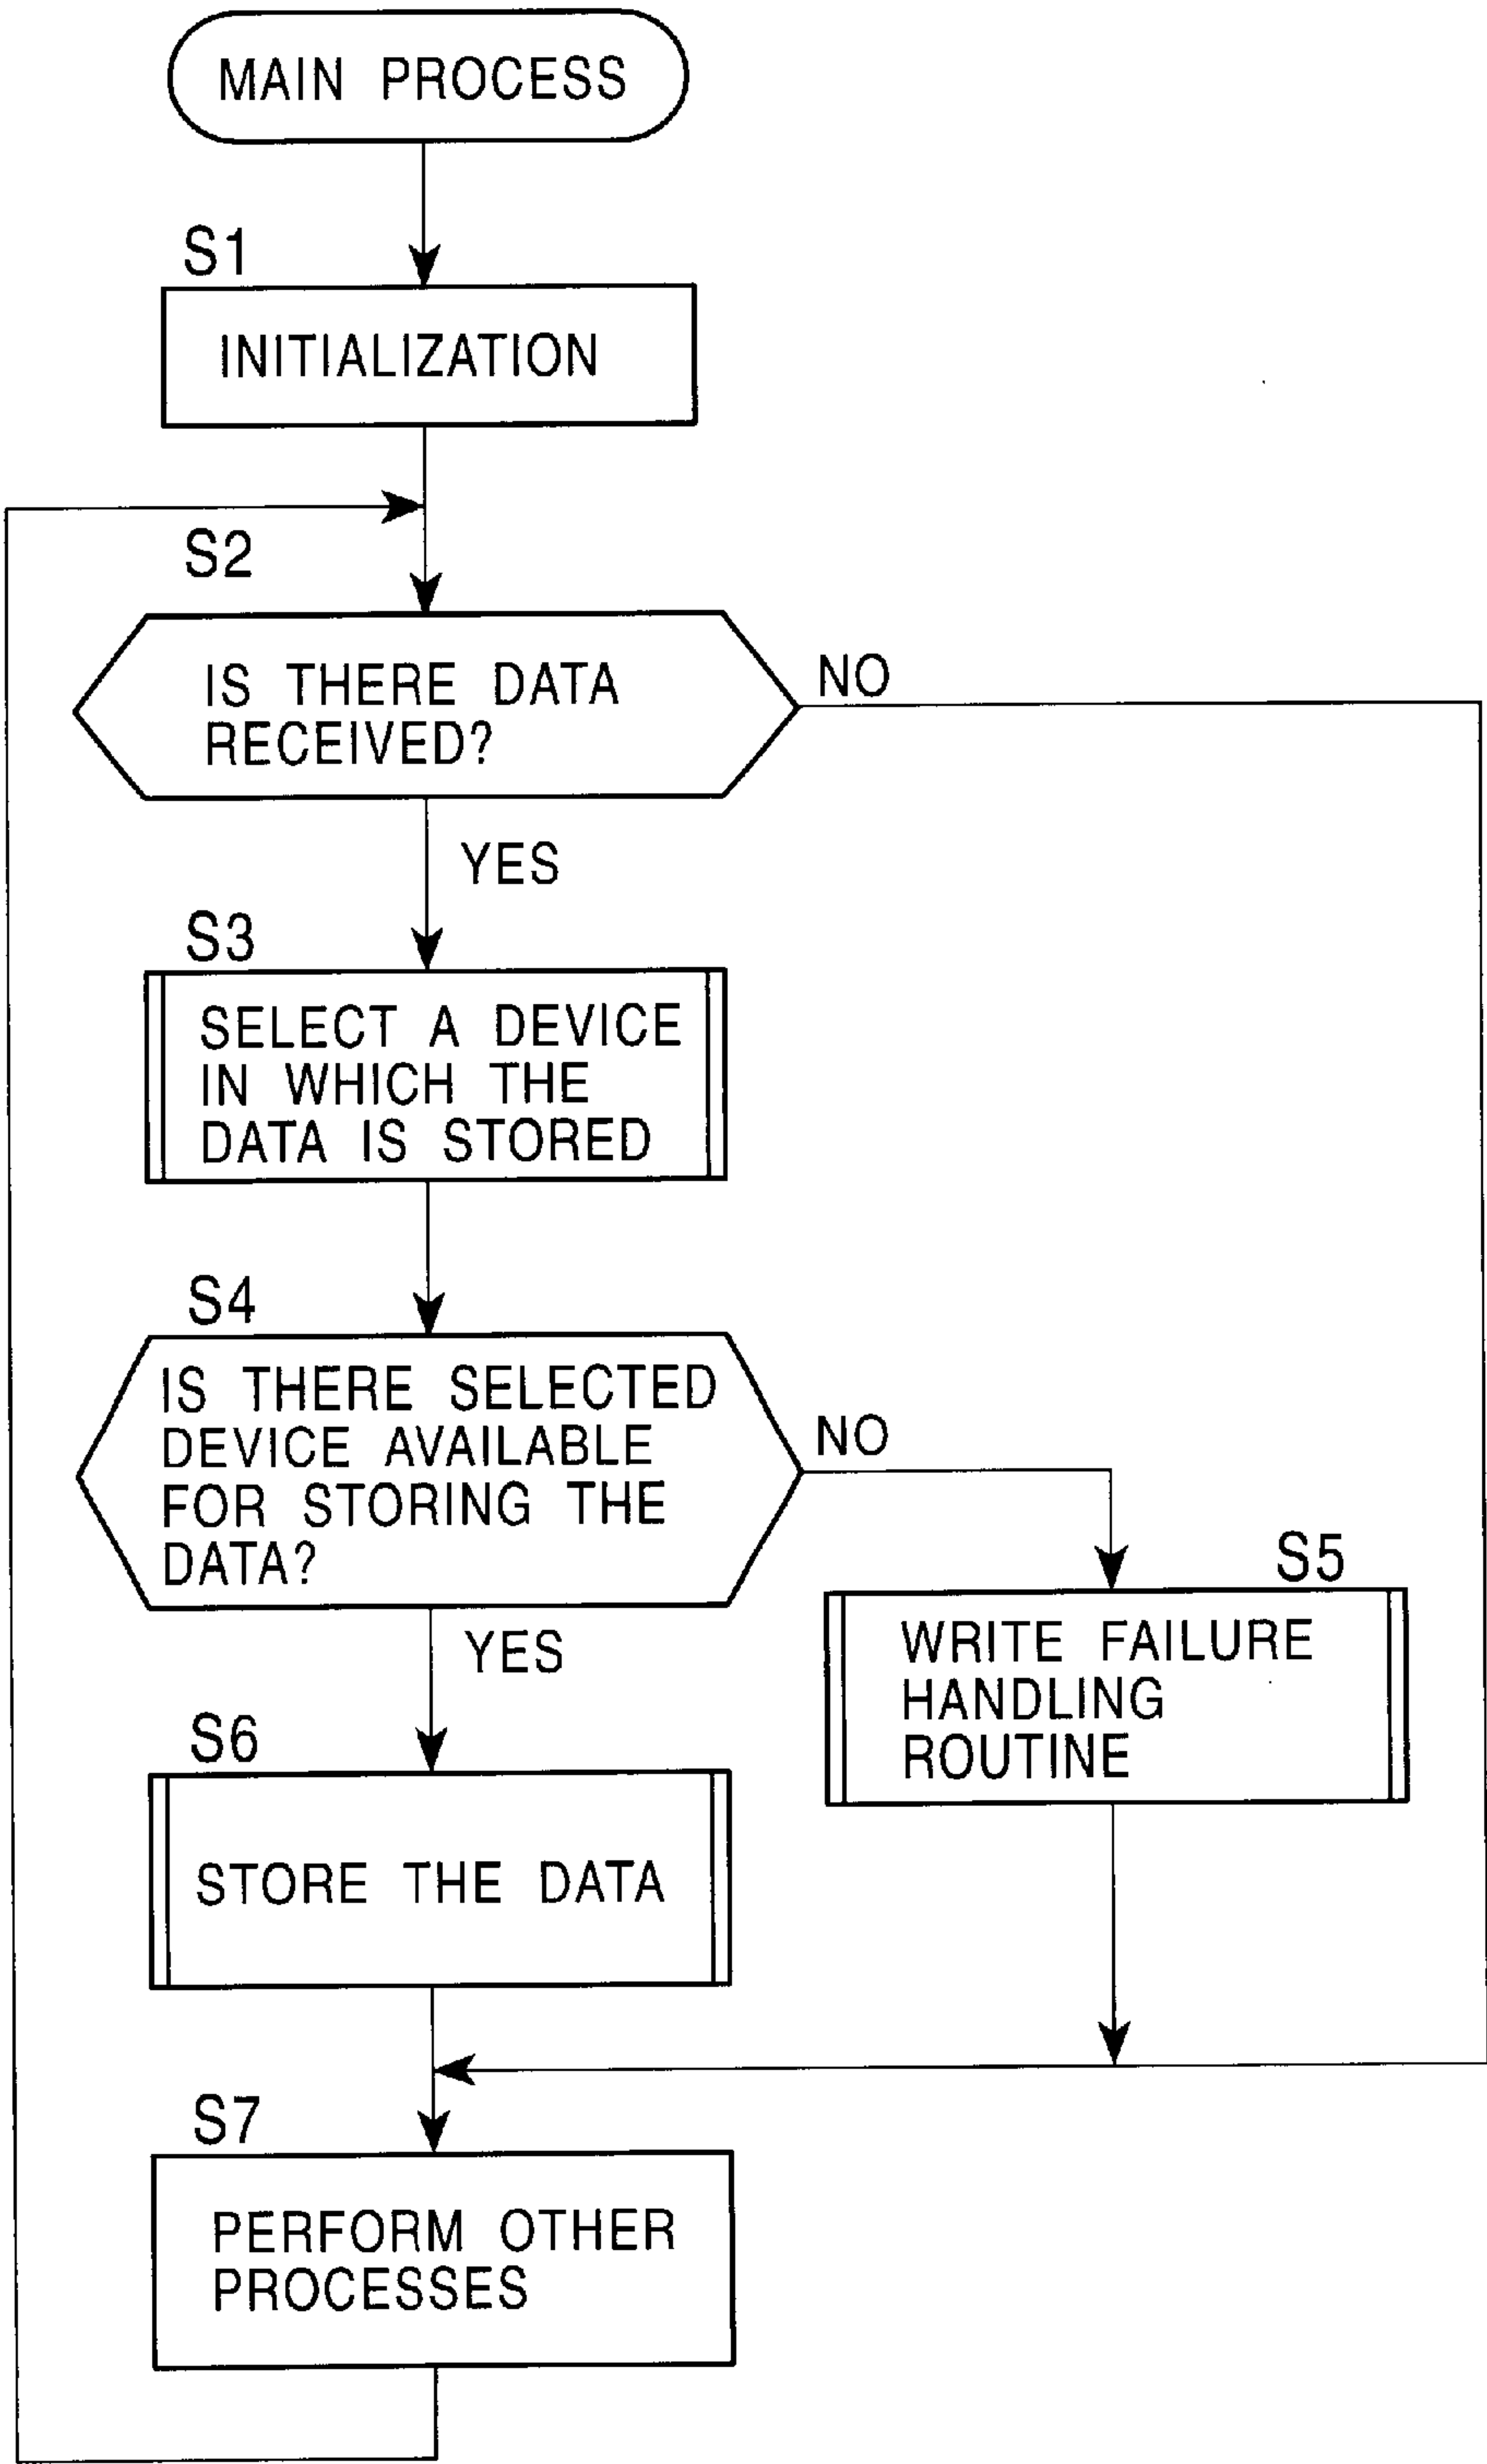 MAIN PROCESS
S1
INITIALIZATION
S2
IS THERE DATA
RECEIVED?
NO
YES
S3
SELECT A DEVICE
IN WHICH THE
DATA IS STORED
S4
IS THERE SELECTED
DEVICE AVAILABLE
FOR STORING THE
DATA?
NO
YES
S5
WRITE FAILURE
HANDLING
ROUTINE
S6
STORE THE DATA
S7
PERFORM OTHER
PROCESSES